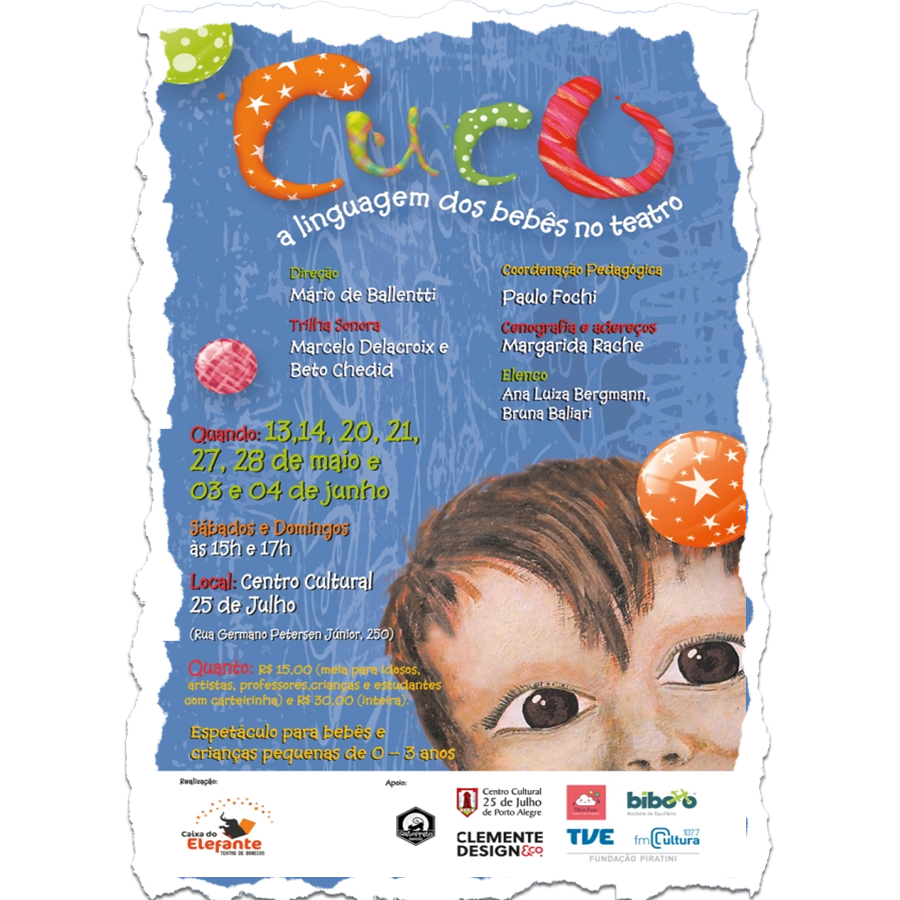 Cuco
a linguagem dos bebês no teatro
Direção
Mário de Ballentti
Trilha Sonora
Marcelo Delacroix e
Beto Chedid
Coordenação Pedagógica
Paulo Fochi
Cenografia e adereços
Margarida Rache
Elenco
Ana Luiza Bergmann,
Bruna Baliari
Quando: 13,14, 20, 21,
27, 28 de maio e
03 e 04 de junho
Sábados e Domingos
às 15h e 17h
Local: Centro Cultural
25 de Julho
(Rua Germano Petersen Júnior, 250)
Quanto: R$ 15,00 (meia para idosos,
artistas, professores,crianças e estudantes
com carteirinha) e R$ 30,00 (inteira).
Espetáculo para bebês e
crianças pequenas de 0 – 3 anos
Realização:
Caixa do
Elefante
TEATRO DE BONECOS
Apoio:
Centro Cultural
25 de Julho
de Porto Alegre
CLEMENTE
DESIGN&CO.
TVE
107.7
fmCultura
FUNDAÇÃO PIRATINI